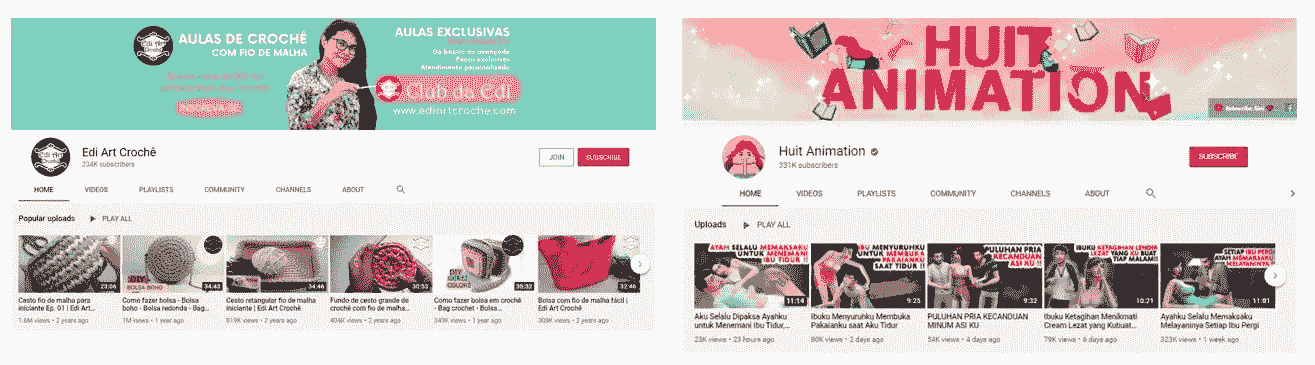 Edi Art
Crochê
AULAS DE CROCHÊ
COM FIO DE MALHA
AULAS EXCLUSIVAS
Atendimento personalizado
Club da Edi
www.ediartcroche.com
Edi Art Crochê
234K subscribers
JOIN
SUBSCRIBE
HOME
VIDEOS
PLAYLISTS
COMMUNITY
CHANNELS
ABOUT
Popular uploads
PLAY ALL
23:06
DIY
BOLSA BOHO
34:43
34:46
30:53
DIY
BOLSA
35:32
32:46
Cesto fio de malha para
iniciante Ep. 01 | Edi Art...
1.6M views • 2 years ago
Como fazer bolsa - Bolsa
boho - Bolsa redonda - Bag...
1M views • 1 year ago
Cesto retangular fio de malha
| iniciante | Edi Art Crochê
819K views • 2 years ago
Fundo de cesto grande de
crochê com fio de malha...
404K views • 2 years ago
Como fazer bolsa em crochê
- Bag crochet - Bolsa...
343K views • 1 year ago
Bolsa com fio de malha fácil |
Edi Art Crochê
303K views • 2 years ago
HUIT
ANIMATION
Huit Animation
331K subscribers
SUBSCRIBE
HOME
VIDEOS
PLAYLISTS
COMMUNITY
CHANNELS
ABOUT
Uploads
PLAY ALL
AYAH SELALU MEMAKSAKU
UNTUK MENEMANI
IBU TIDUR !!
11:14
IBU MENYURUHKU
MEMBUKA
PAKAIANKU
SAAT TIDUR !!
9:25
PULUHAN PRIA
KECANDUAN
ASI KU !!
9:32
IBU KETAGIHAN LENDIR
LEZAT YANG KU BUAT
TIAP MALAM!!
10:21
SETIAP IBU PERGI
AYAH MEMAKSAKU
MELAYANINYA!!
11:01
Aku Selalu Dipaksa Ayahku
untuk Menemani Ibu Tidur,...
23K views • 23 hours ago
Ibuku Menyuruhku Membuka
Pakaianku saat Aku Tidur
80K views • 2 days ago
PULUHAN PRIA KECANDUAN
MINUM ASI KU
54K views • 4 days ago
Ibuku Ketagihan Menikmati
Cream Lezat yang Kubuat...
79K views • 6 days ago
Ayahku Selalu Memaksaku
Melayaninya Setiap Ibu Pergi
323K views • 1 week ago